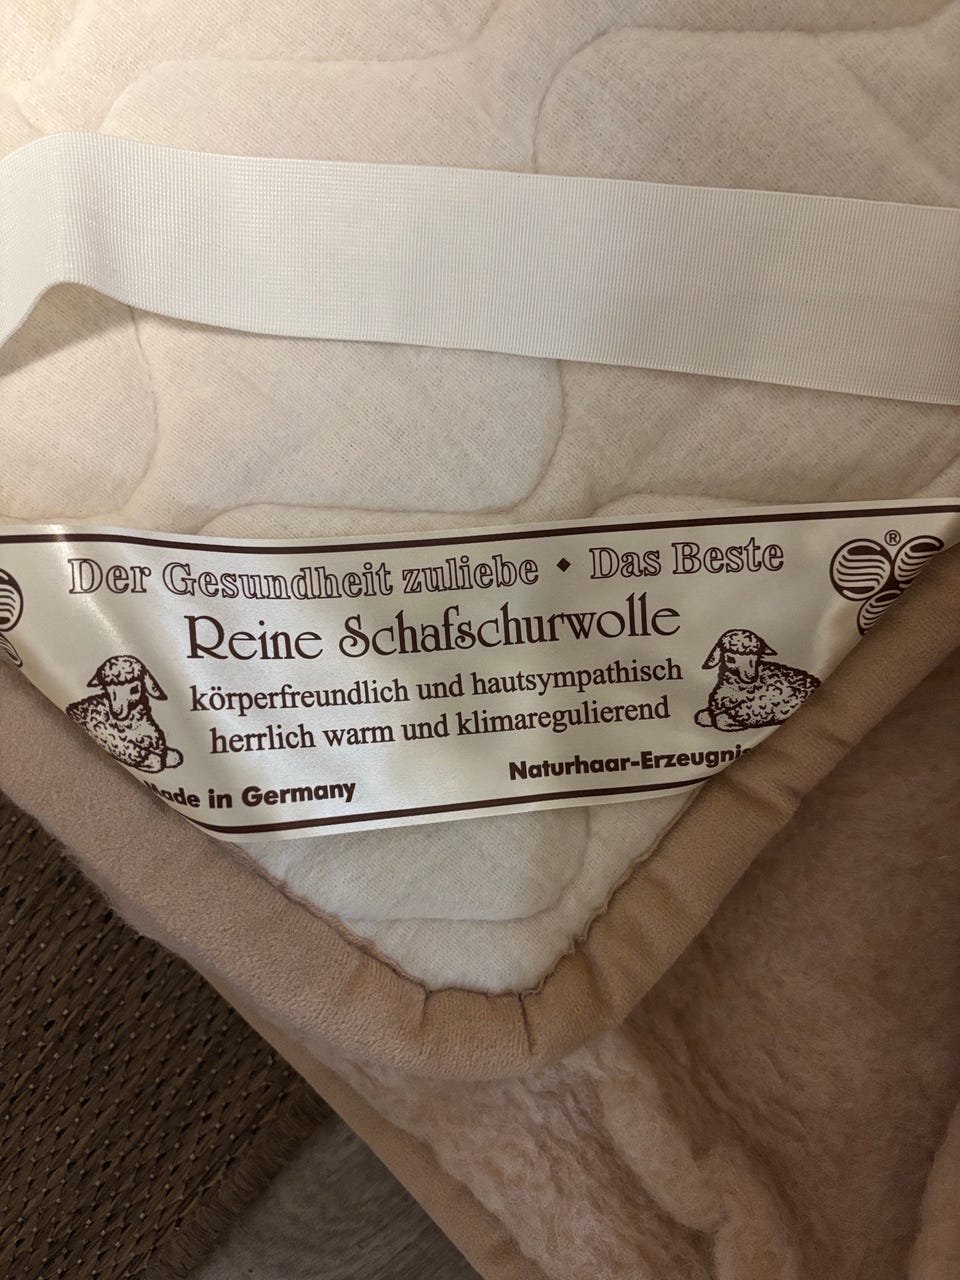 Der Gesundheit zuliebe ◆ Das Beste
®
Reine Schafschurwolle
körperfreundlich und hautsympathisch
herrlich warm und klimaregulierend
Made in Germany
Naturhaar-Erzeugnis